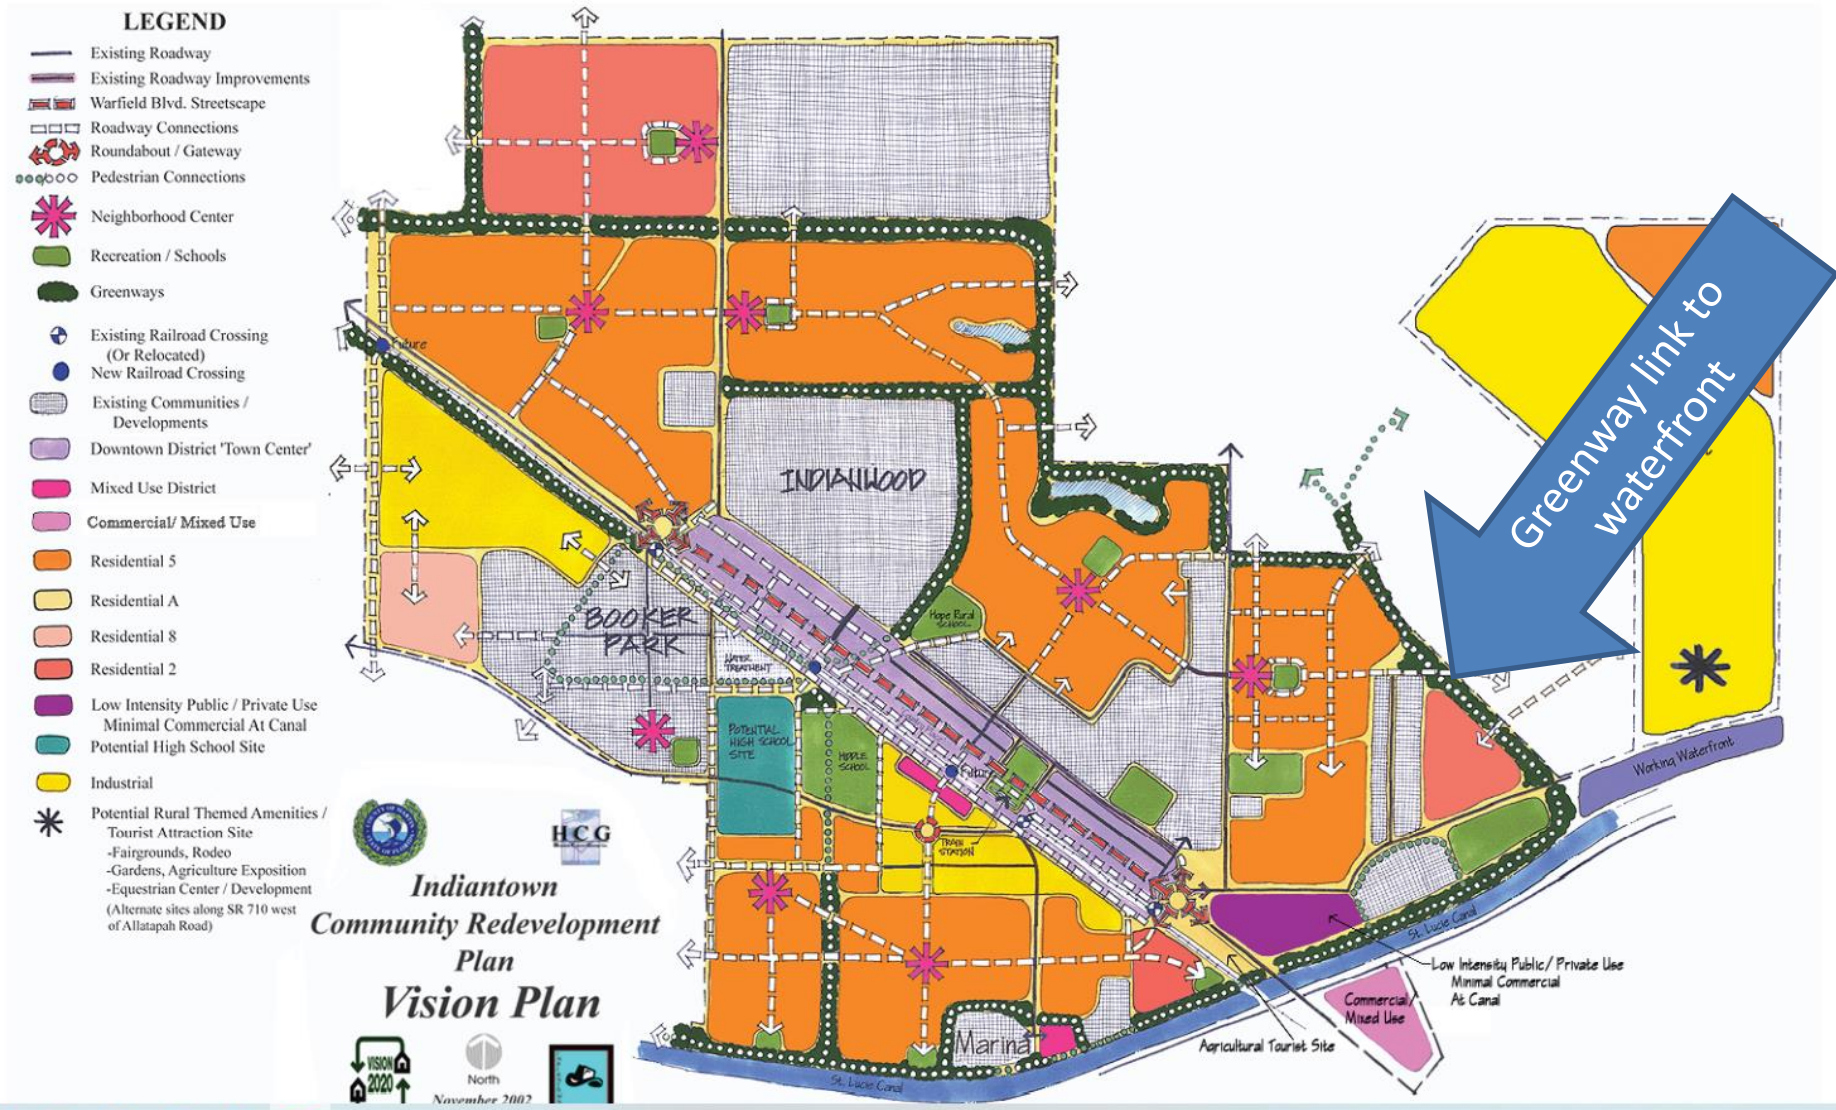 LEGEND
Existing Roadway
Existing Roadway Improvements
Warfield Blvd. Streetscape
Roadway Connections
Roundabout / Gateway
Pedestrian Connections
Neighborhood Center
Recreation / Schools
Greenways
Existing Railroad Crossing
(Or Relocated)
New Railroad Crossing
Existing Communities /
Developments
Downtown District 'Town Center'
Mixed Use District
Commercial/ Mixed Use
Residential 5
Residential A
Residential 8
Residential 2
Low Intensity Public / Private Use
Minimal Commercial At Canal
Potential High School Site
Industrial
Potential Rural Themed Amenities /
Tourist Attraction Site
-Fairgrounds, Rodeo
-Gardens, Agriculture Exposition
-Equestrian Center / Development
(Alternate sites along SR 710 west
of Allatapah Road)
HCG
Indiantown
Community Redevelopment
Plan
Vision Plan
VISION
2020
North
November 2002
Future
INDIANWOOD
BOOKER
PARK
WATER
TREATMENT
Hope Rural
SCHOOL
POTENTIAL
HIGH SCHOOL
SITE
MIDDLE
SCHOOL
Future
TRAIN
STATION
Marina
St. Lucie Canal
St. Lucie Canal
Greenway link to
waterfront
Working Waterfront
Low Intensity Public/ Private Use
Minimal Commercial
At Canal
Commercial/
Mixed Use
Agricultural Tourist Site